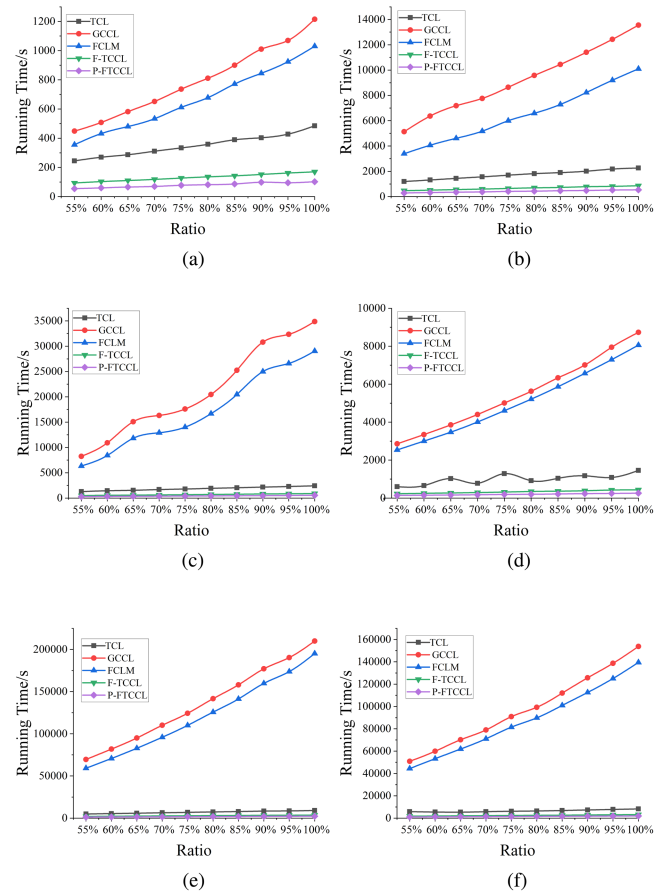 TCL
GCCL
FCLM
F-TCCL
P-FTCCL
Running Time/s
1200
1000
800
600
400
200
0
55% 60% 65% 70% 75% 80% 85% 90% 95% 100%
Ratio
(a)
TCL
GCCL
FCLM
F-TCCL
P-FTCCL
Running Time/s
14000
12000
10000
8000
6000
4000
2000
0
55% 60% 65% 70% 75% 80% 85% 90% 95% 100%
Ratio
(b)
TCL
GCCL
FCLM
F-TCCL
P-FTCCL
Running Time/s
35000
30000
25000
20000
15000
10000
5000
0
55% 60% 65% 70% 75% 80% 85% 90% 95% 100%
Ratio
(c)
TCL
GCCL
FCLM
F-TCCL
P-FTCCL
Running Time/s
10000
8000
6000
4000
2000
0
55% 60% 65% 70% 75% 80% 85% 90% 95% 100%
Ratio
(d)
TCL
GCCL
FCLM
F-TCCL
P-FTCCL
Running Time/s
200000
150000
100000
50000
0
55% 60% 65% 70% 75% 80% 85% 90% 95% 100%
Ratio
(e)
TCL
GCCL
FCLM
F-TCCL
P-FTCCL
Running Time/s
160000
140000
120000
100000
80000
60000
40000
20000
0
55% 60% 65% 70% 75% 80% 85% 90% 95% 100%
Ratio
(f)